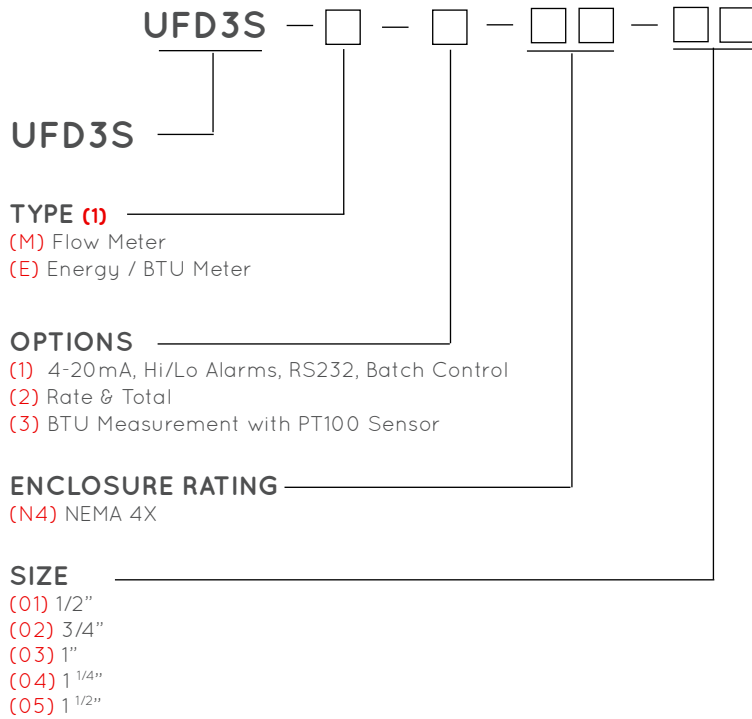 UFD3S – □ – □ – □□ – □□
UFD3S
TYPE (1)
(M) Flow Meter
(E) Energy / BTU Meter
OPTIONS
(1) 4-20mA, Hi/Lo Alarms, RS232, Batch Control
(2) Rate & Total
(3) BTU Measurement with PT100 Sensor
ENCLOSURE RATING
(N4) NEMA 4X
SIZE
(01) 1/2”
(02) 3/4”
(03) 1”
(04) 1 1/4”
(05) 1 1/2”